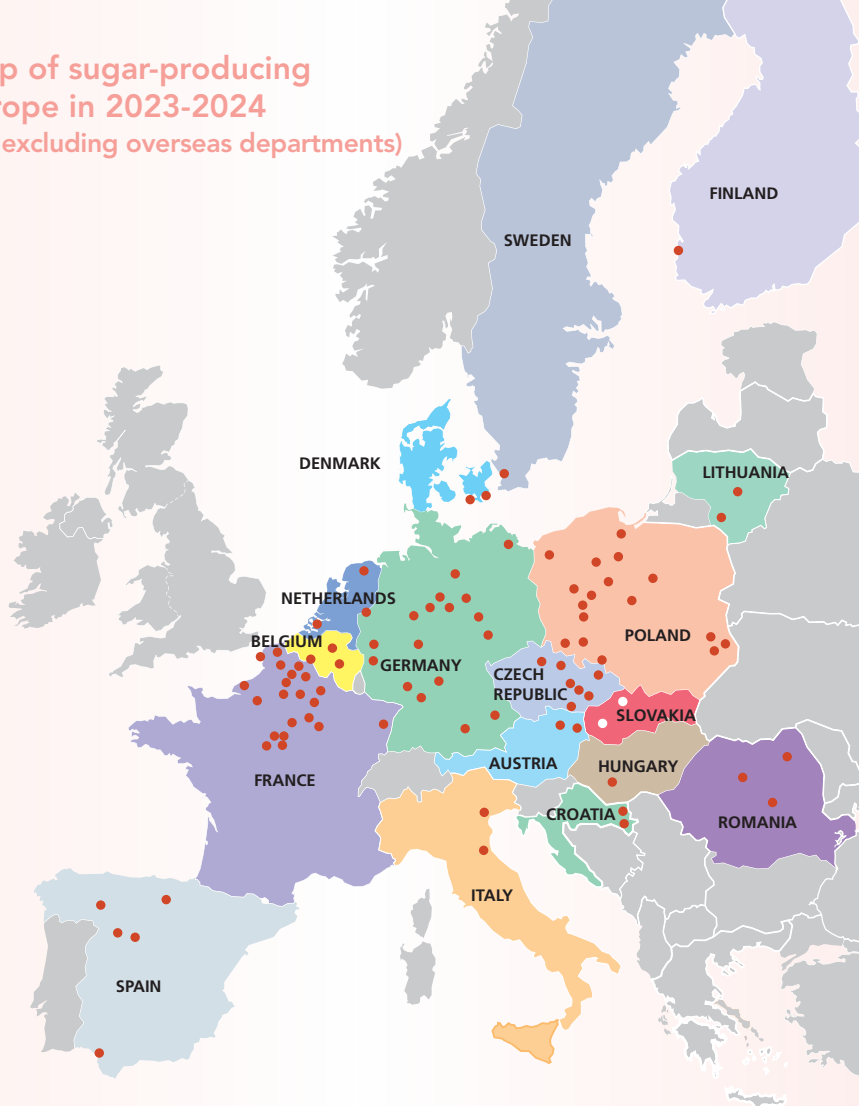 p of sugar-producing
rope in 2023-2024
excluding overseas departments)
FINLAND
SWEDEN
DENMARK
LITHUANIA
NETHERLANDS
BELGIUM
POLAND
GERMANY
CZECH
REPUBLIC
SLOVAKIA
AUSTRIA
HUNGARY
FRANCE
CROATIA
ROMANIA
ITALY
SPAIN